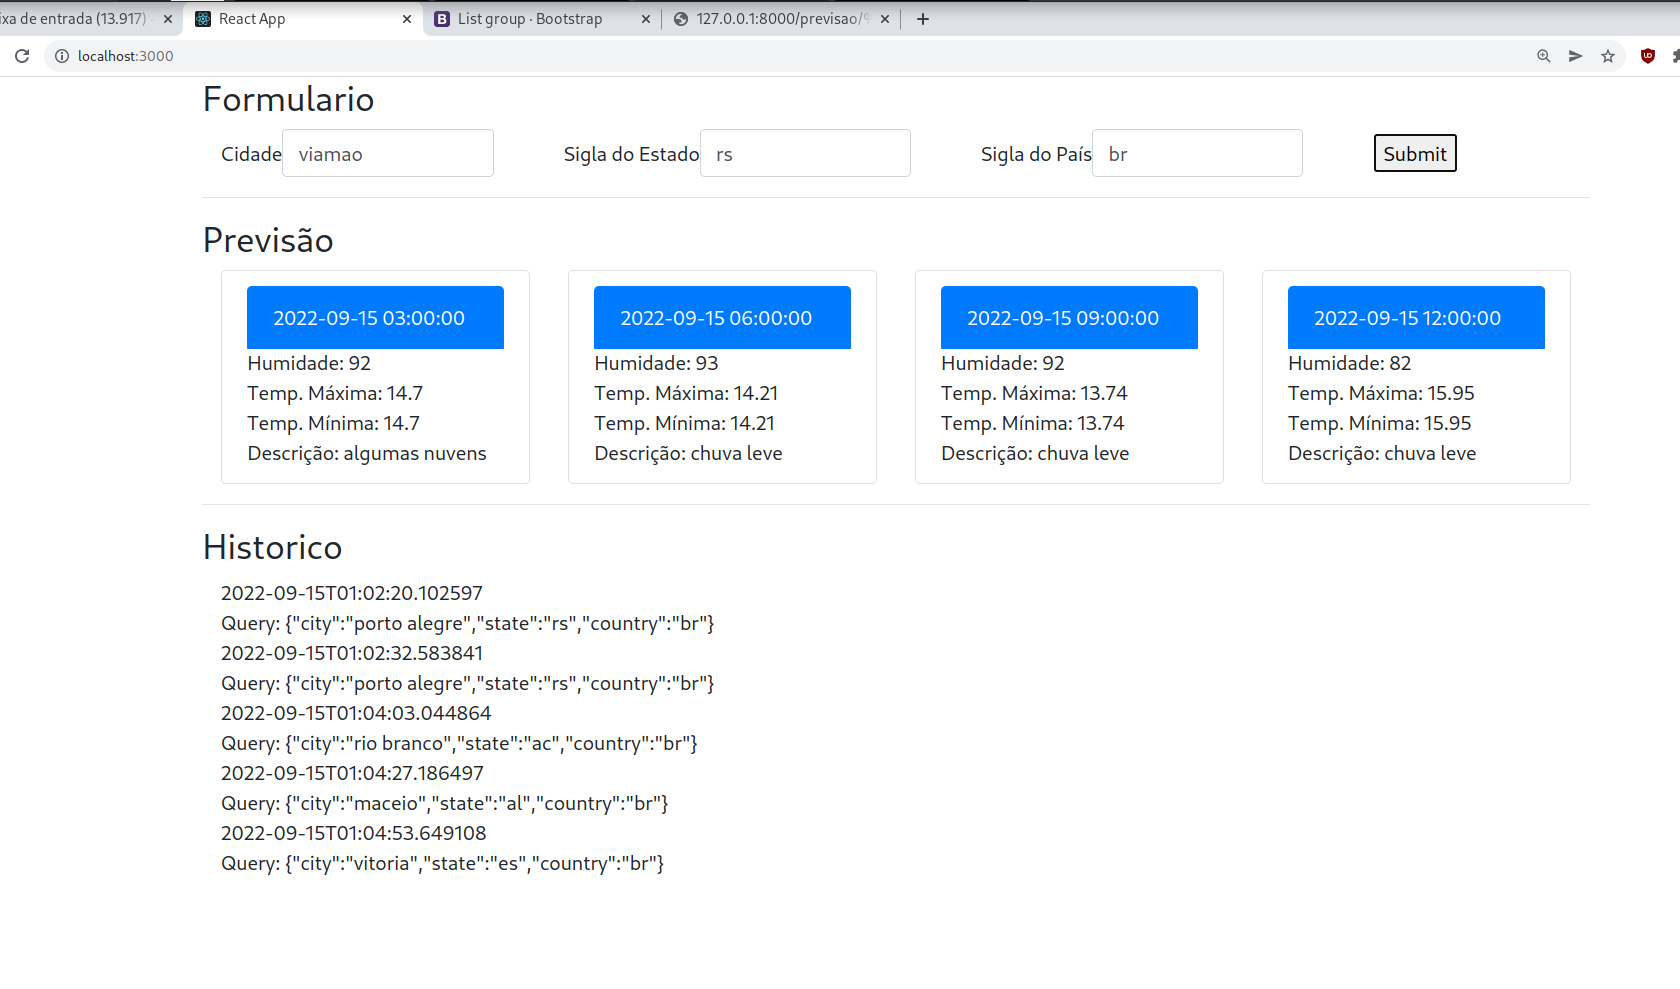 ixa de entrada (13.917)
React App
List group · Bootstrap
127.0.0.1:8000/previsao/
localhost:3000
Formulario
Cidade viamao Sigla do Estado rs Sigla do País br Submit
Previsão
2022-09-15 03:00:00
Humidade: 92
Temp. Máxima: 14.7
Temp. Mínima: 14.7
Descrição: algumas nuvens
2022-09-15 06:00:00
Humidade: 93
Temp. Máxima: 14.21
Temp. Mínima: 14.21
Descrição: chuva leve
2022-09-15 09:00:00
Humidade: 92
Temp. Máxima: 13.74
Temp. Mínima: 13.74
Descrição: chuva leve
2022-09-15 12:00:00
Humidade: 82
Temp. Máxima: 15.95
Temp. Mínima: 15.95
Descrição: chuva leve
Historico
2022-09-15T01:02:20.102597
Query: {"city":"porto alegre","state":"rs","country":"br"}
2022-09-15T01:02:32.583841
Query: {"city":"porto alegre","state":"rs","country":"br"}
2022-09-15T01:04:03.044864
Query: {"city":"rio branco","state":"ac","country":"br"}
2022-09-15T01:04:27.186497
Query: {"city":"maceio","state":"al","country":"br"}
2022-09-15T01:04:53.649108
Query: {"city":"vitoria","state":"es","country":"br"}